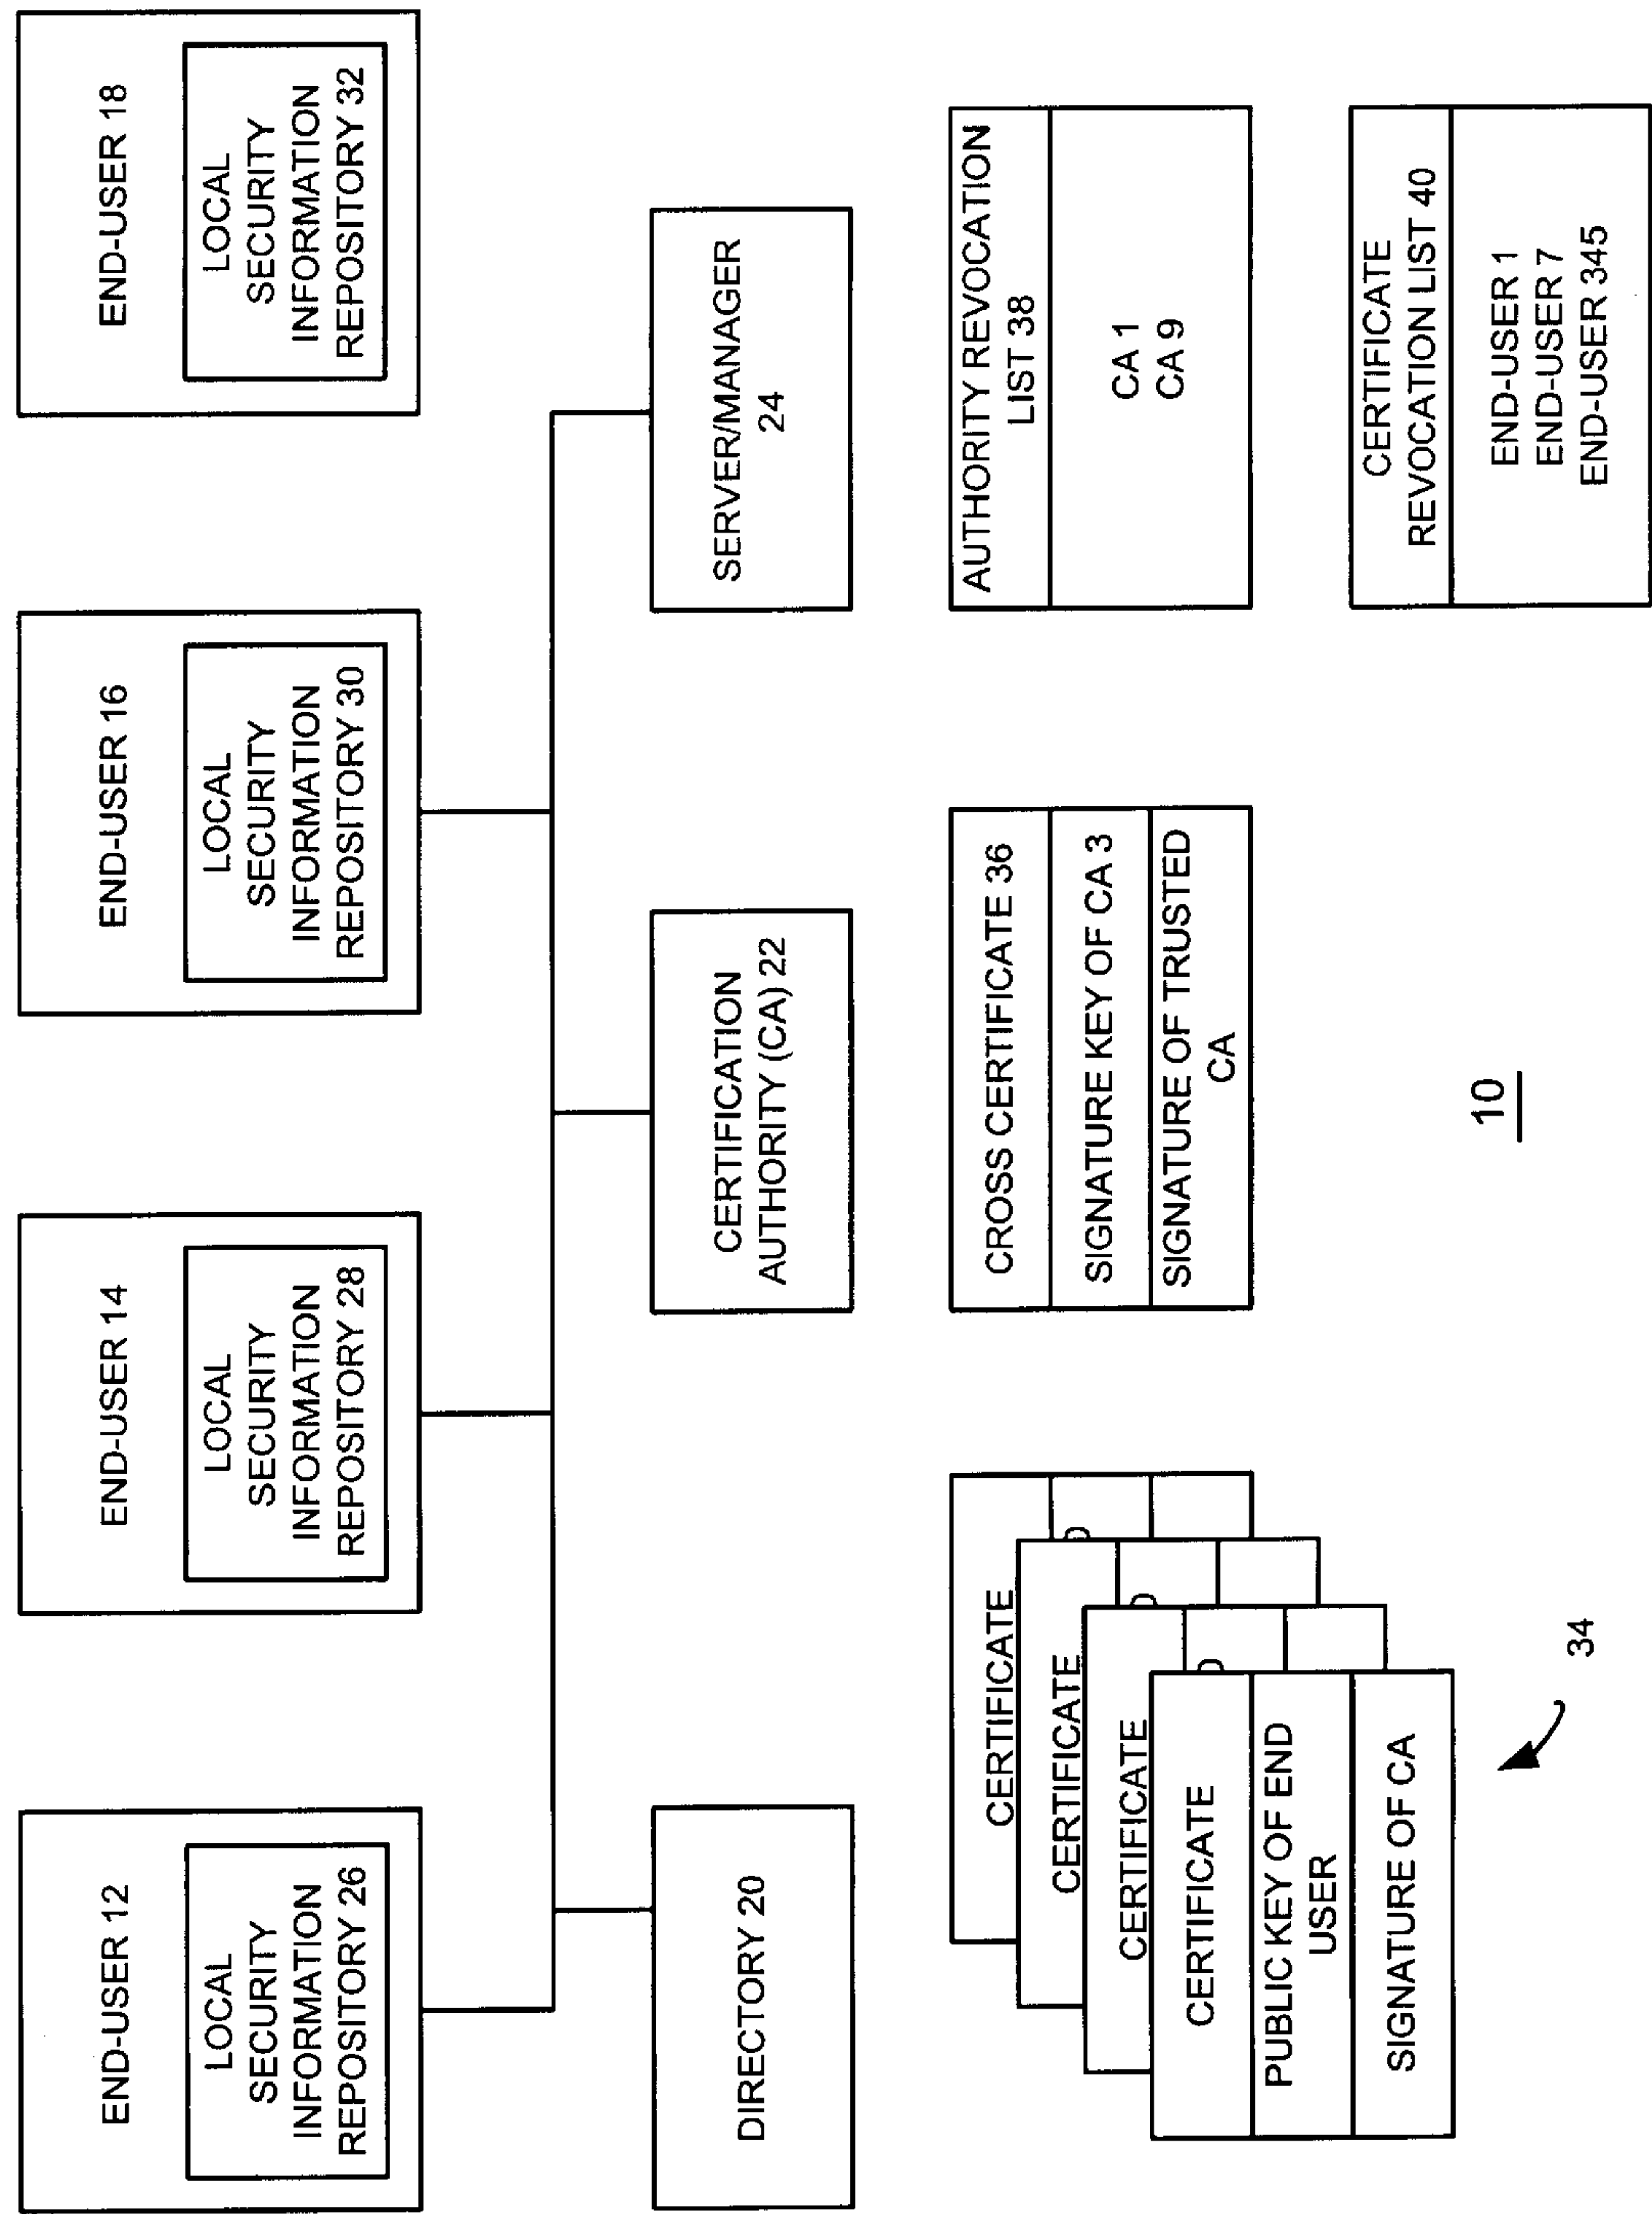 END-USER 12
LOCAL
SECURITY
INFORMATION
REPOSITORY 26
END-USER 14
LOCAL
SECURITY
INFORMATION
REPOSITORY 28
END-USER 16
LOCAL
SECURITY
INFORMATION
REPOSITORY 30
END-USER 18
LOCAL
SECURITY
INFORMATION
REPOSITORY 32
DIRECTORY 20
CERTIFICATION
AUTHORITY (CA) 22
SERVER/MANAGER
24
CERTIFICATE
CERTIFICATE
CERTIFICATE
CERTIFICATE
PUBLIC KEY OF END
USER
SIGNATURE OF CA
34
CROSS CERTIFICATE 36
SIGNATURE KEY OF CA 3
SIGNATURE OF TRUSTED
CA
AUTHORITY REVOCATION
LIST 38
CA 1
CA 9
CERTIFICATE
REVOCATION LIST 40
END-USER 1
END-USER 7
END-USER 345
10